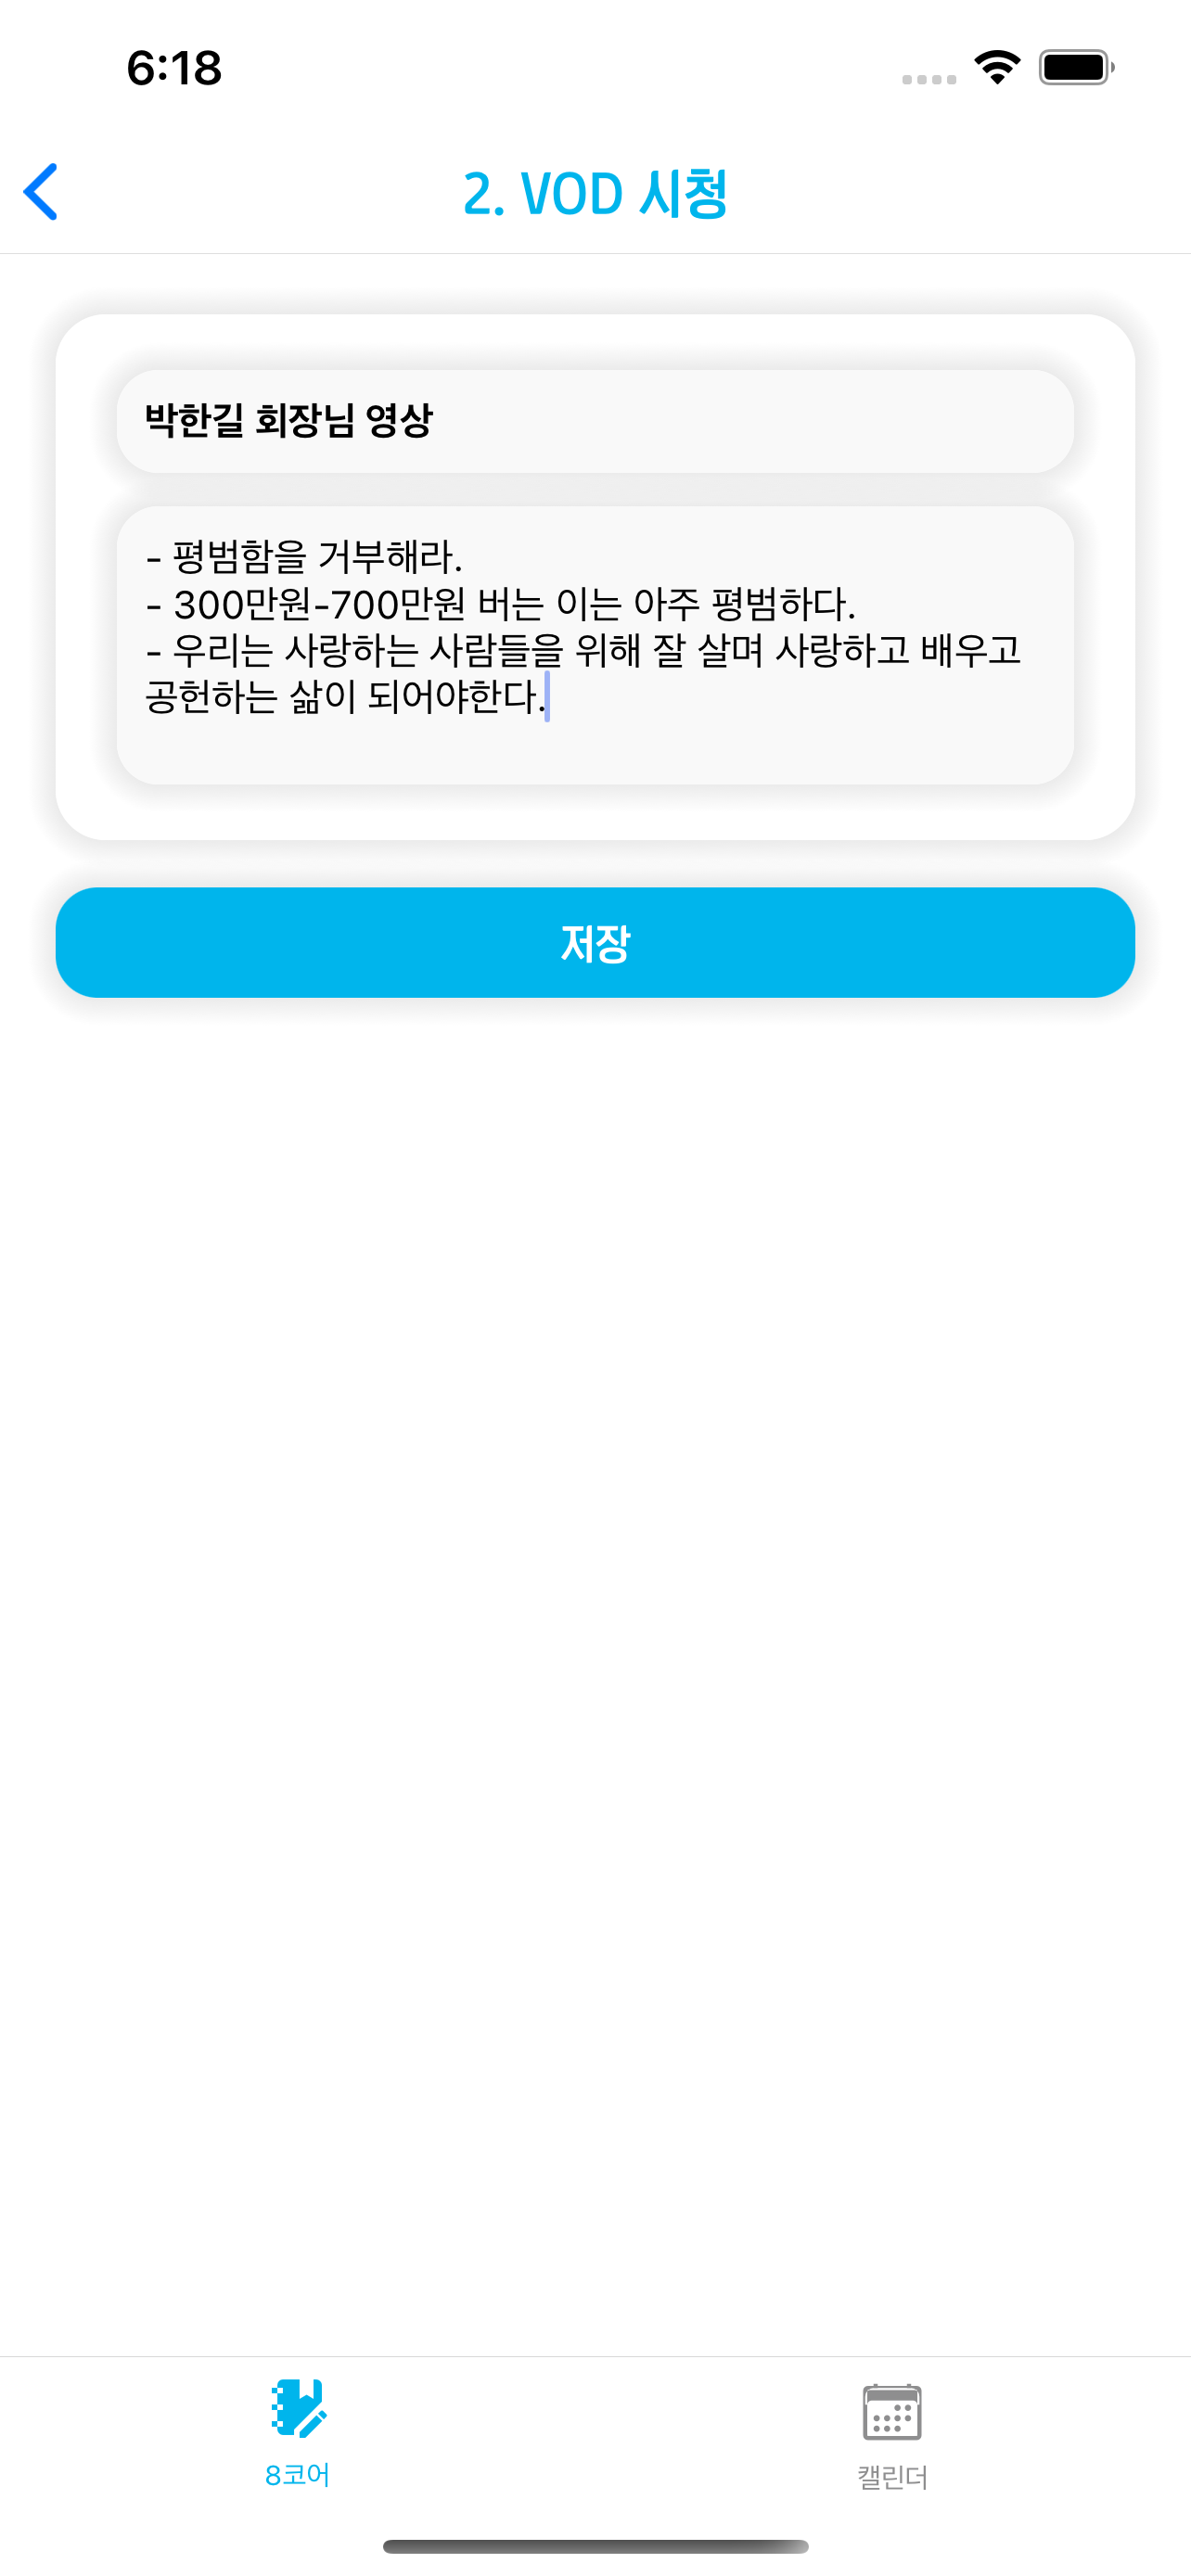 6:18
2. VOD 시청
박한길 회장님 영상
- 평범함을 거부해라.
- 300만원-700만원 버는 이는 아주 평범하다.
- 우리는 사랑하는 사람들을 위해 잘 살며 사랑하고 배우고
공헌하는 삶이 되어야한다.
저장
8코어
캘린더